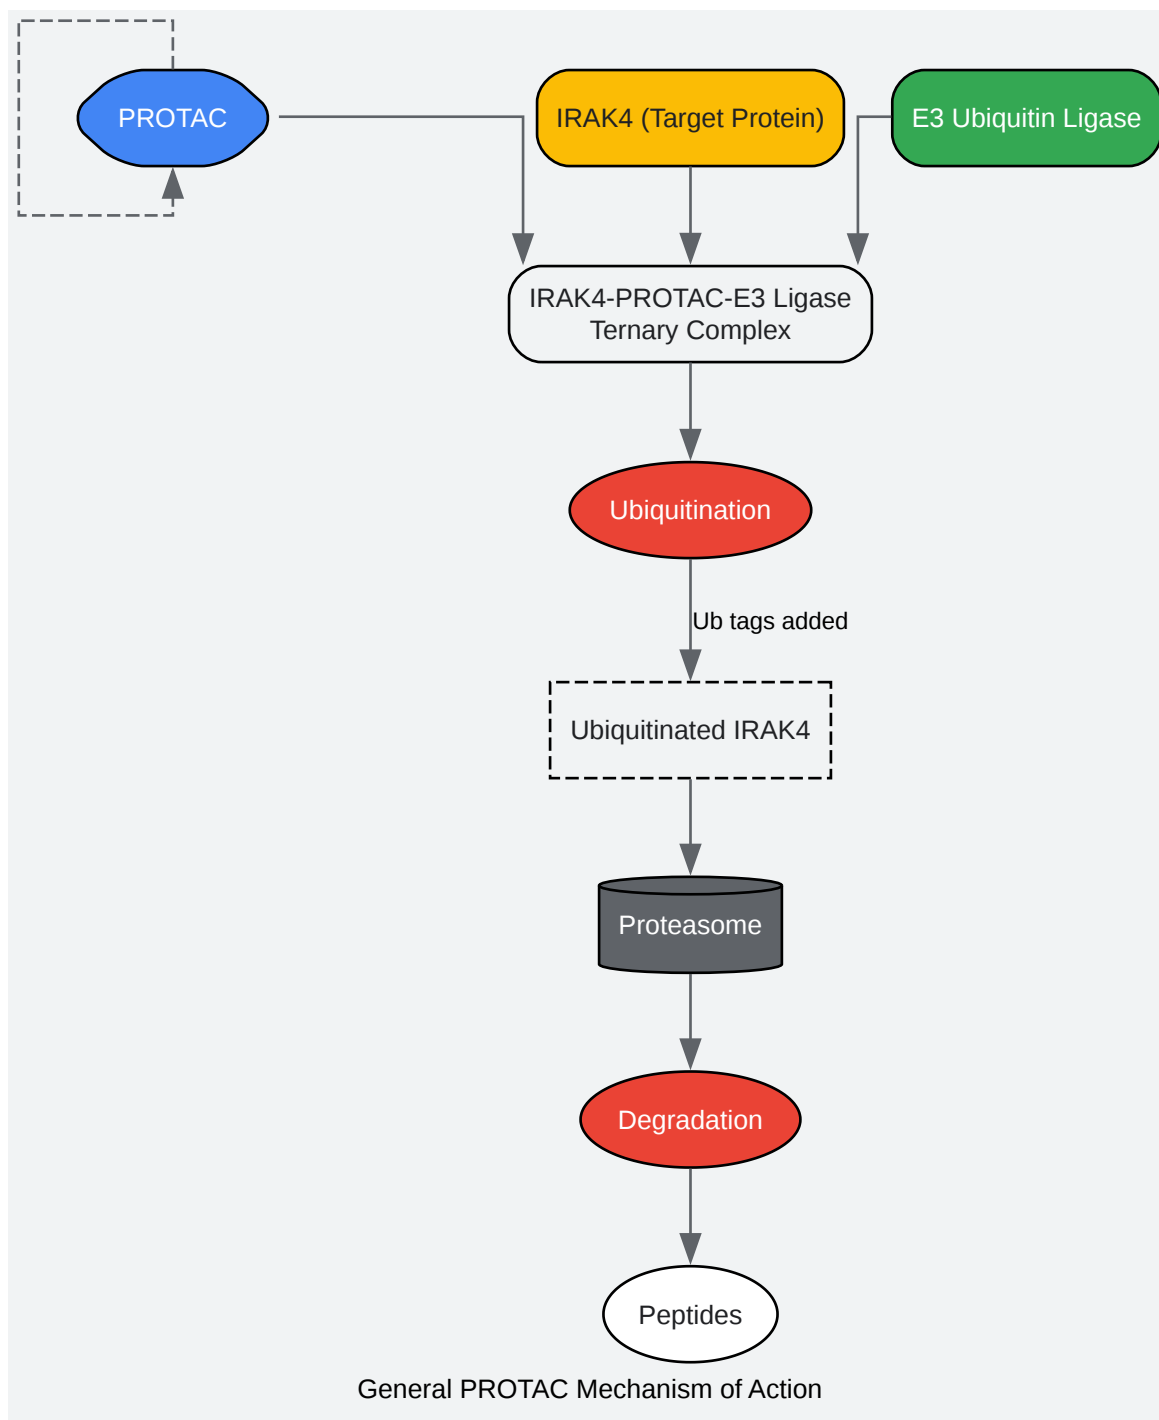 PROTAC
IRAK4 (Target Protein)
E3 Ubiquitin Ligase
IRAK4-PROTAC-E3 Ligase
Ternary Complex
Ubiquitination
Ub tags added
Ubiquitinated IRAK4
Proteasome
Degradation
Peptides
General PROTAC Mechanism of Action